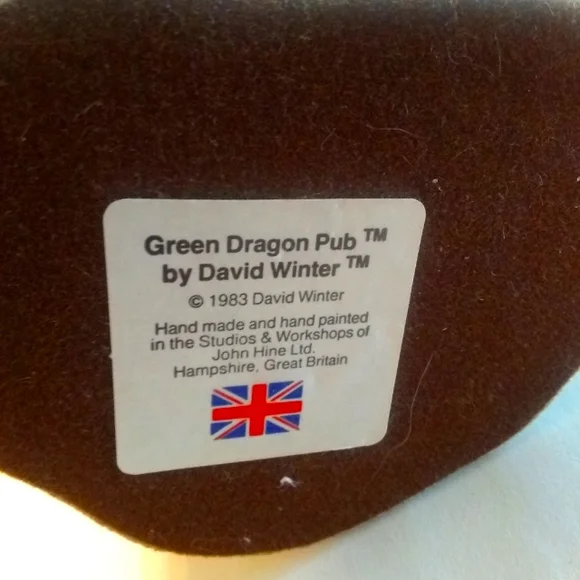 Green Dragon Pub ™
by David Winter ™
© 1983 David Winter
Hand made and hand painted
in the Studios & Workshops of
John Hine Ltd.
Hampshire, Great Britain